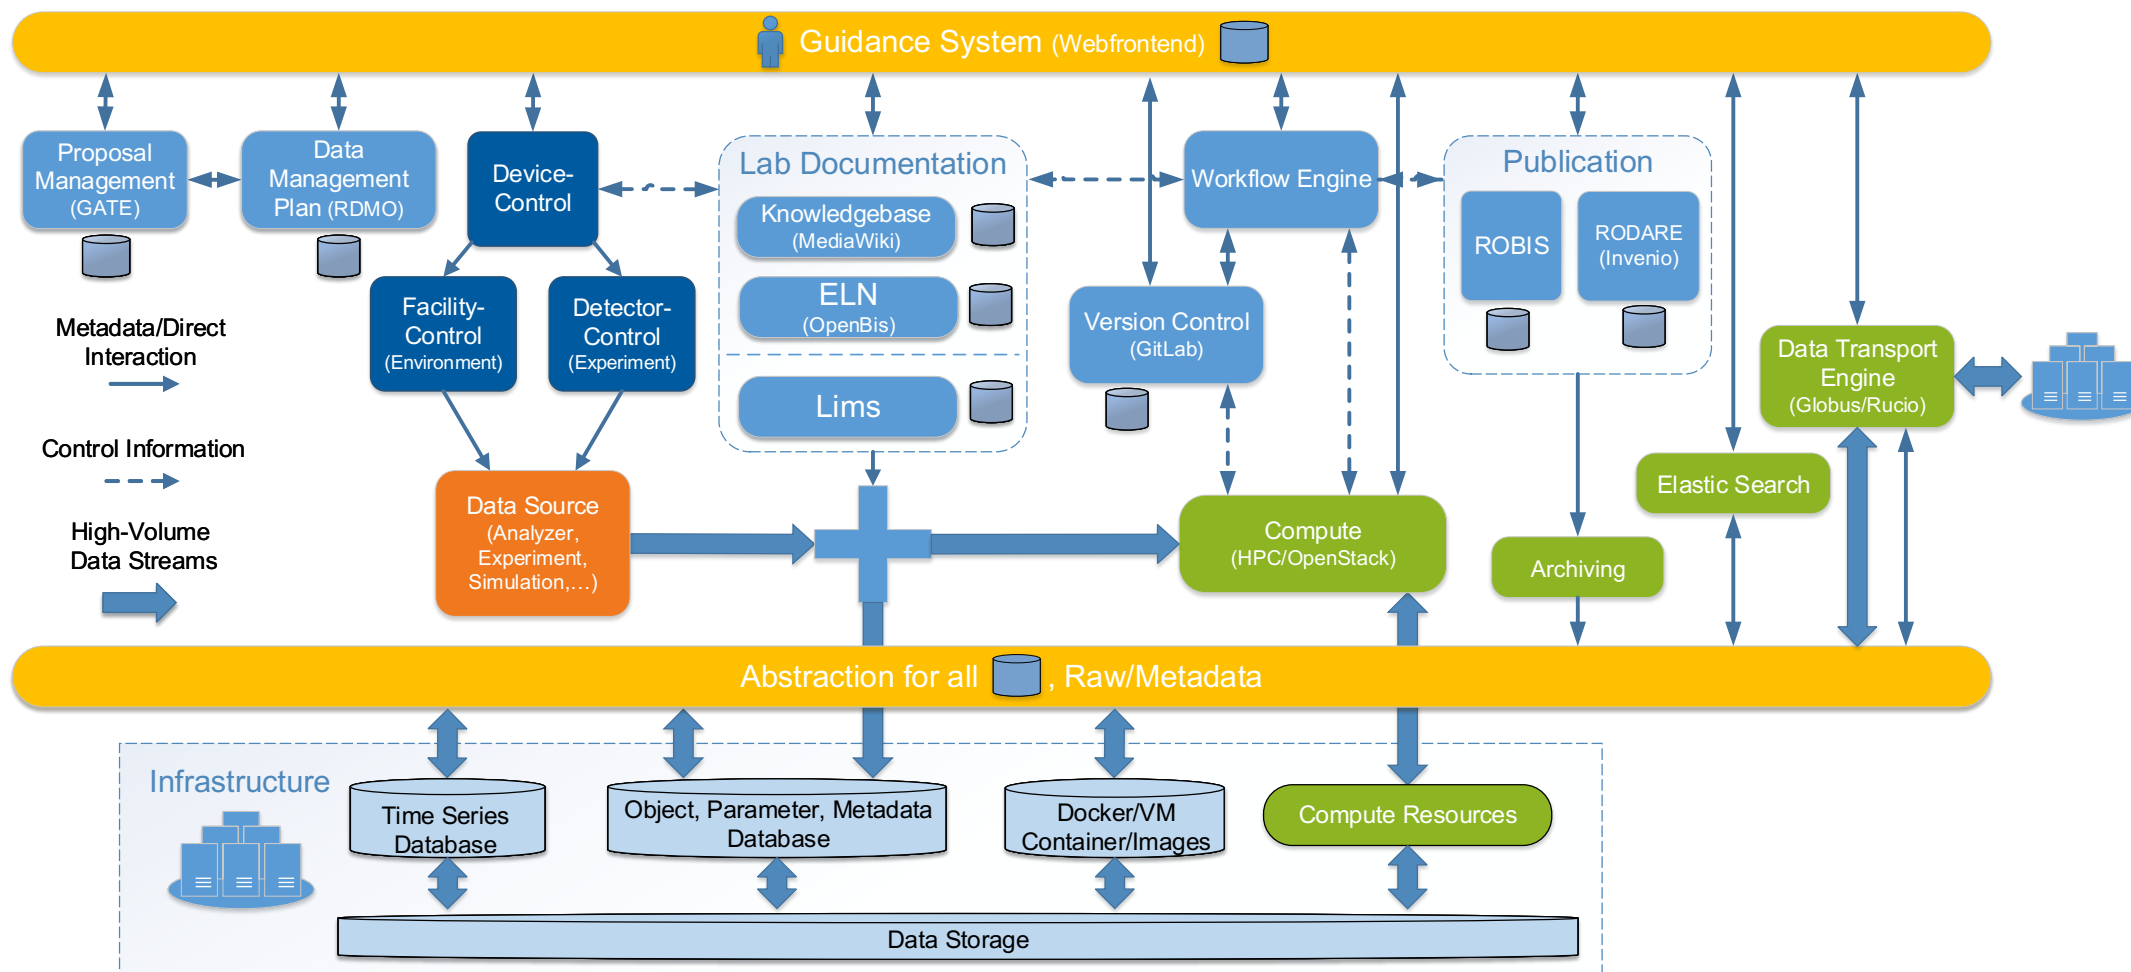 Guidance System (Webfrontend)
Proposal
Management
(GATE)
Data
Management
Plan (RDMO)
Device-
Control
Lab Documentation
Knowledgebase
(MediaWiki)
ELN
(OpenBis)
Lims
Workflow Engine
Publication
ROBIS
RODARE
(Invenio)
Facility-
Control
(Environment)
Detector-
Control
(Experiment)
Version Control
(GitLab)
Data Transport
Engine
(Globus/Rucio)
Metadata/Direct
Interaction
Control Information
High-Volume
Data Streams
Data Source
(Analyzer,
Experiment,
Simulation,...)
Compute
(HPC/OpenStack)
Elastic Search
Archiving
Abstraction for all , Raw/Metadata
Infrastructure
Time Series
Database
Object, Parameter, Metadata
Database
Docker/VM
Container/Images
Compute Resources
Data Storage